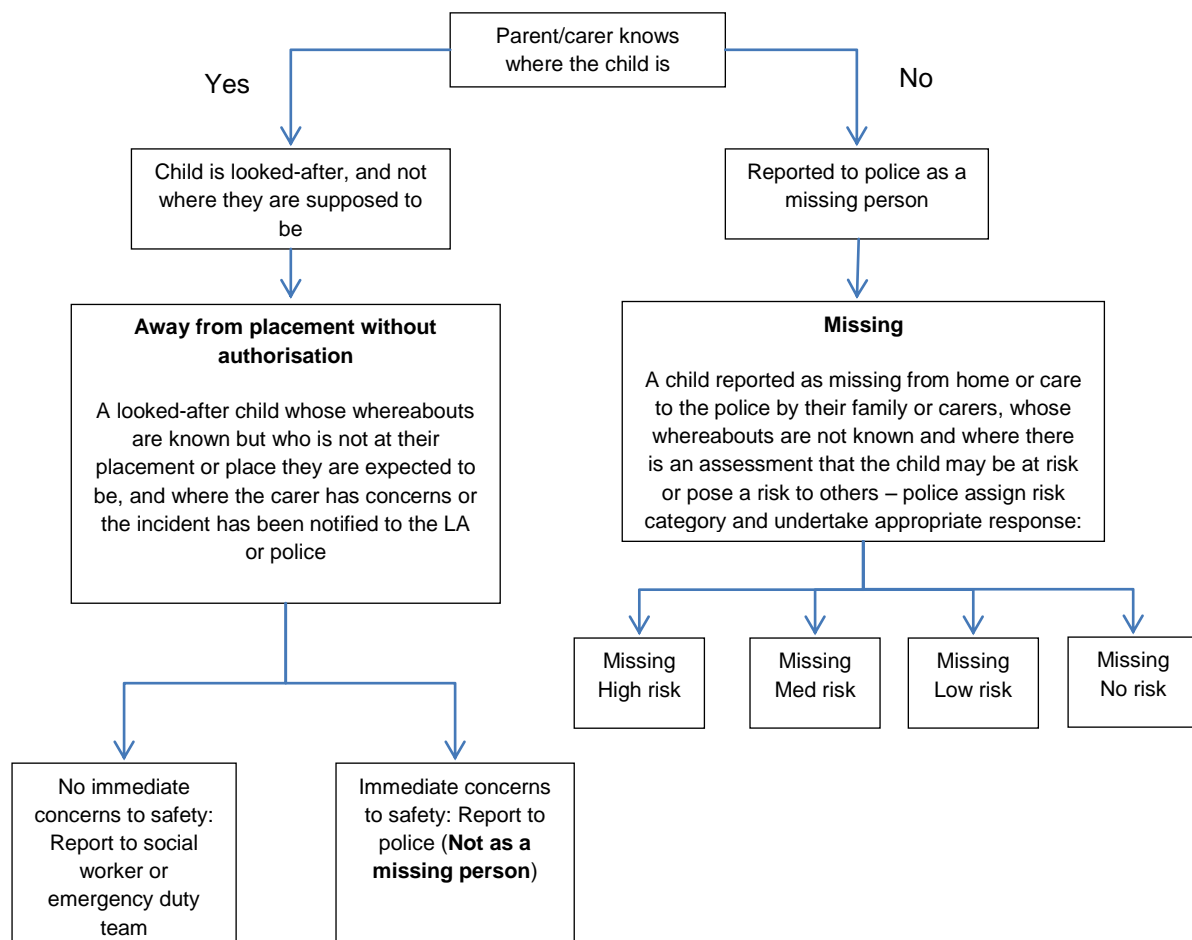 Parent/carer knows
where the child is
Yes
No
Child is looked-after, and not
where they are supposed to
be
Reported to police as a
missing person
Away from placement without
authorisation
A looked-after child whose whereabouts
are known but who is not at their
placement or place they are expected to
be, and where the carer has concerns or
the incident has been notified to the LA
or police
Missing
A child reported as missing from home or care
to the police by their family or carers, whose
whereabouts are not known and where there
is an assessment that the child may be at risk
or pose a risk to others – police assign risk
category and undertake appropriate response:
Missing
High risk
Missing
Med risk
Missing
Low risk
Missing
No risk
No immediate
concerns to safety:
Report to social
worker or
emergency duty
team
Immediate concerns
to safety: Report to
police (Not as a
missing person)